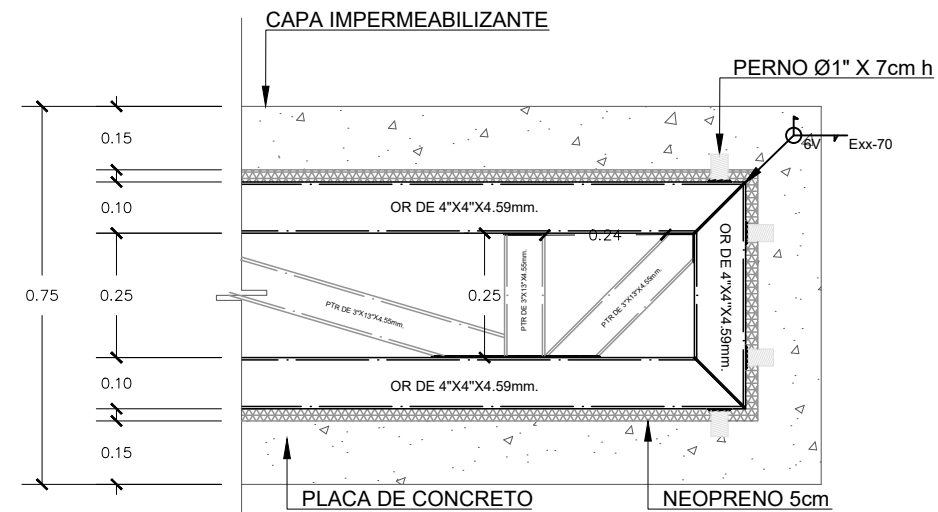 CAPA IMPERMEABILIZANTE
PERNO Ø1" X 7cm h
0.15
6V
Exx-70
0.10
OR DE 4"X4"X4.59mm.
0.24
OR DE 4"X4"X4.59mm.
0.75
0.25
0.25
PTR DE 3"X13"X4.55mm.
PTR DE 3"X13"X4.55mm.
PTR DE 3"X13"X4.55mm.
0.10
OR DE 4"X4"X4.59mm.
0.15
PLACA DE CONCRETO
NEOPRENO 5cm